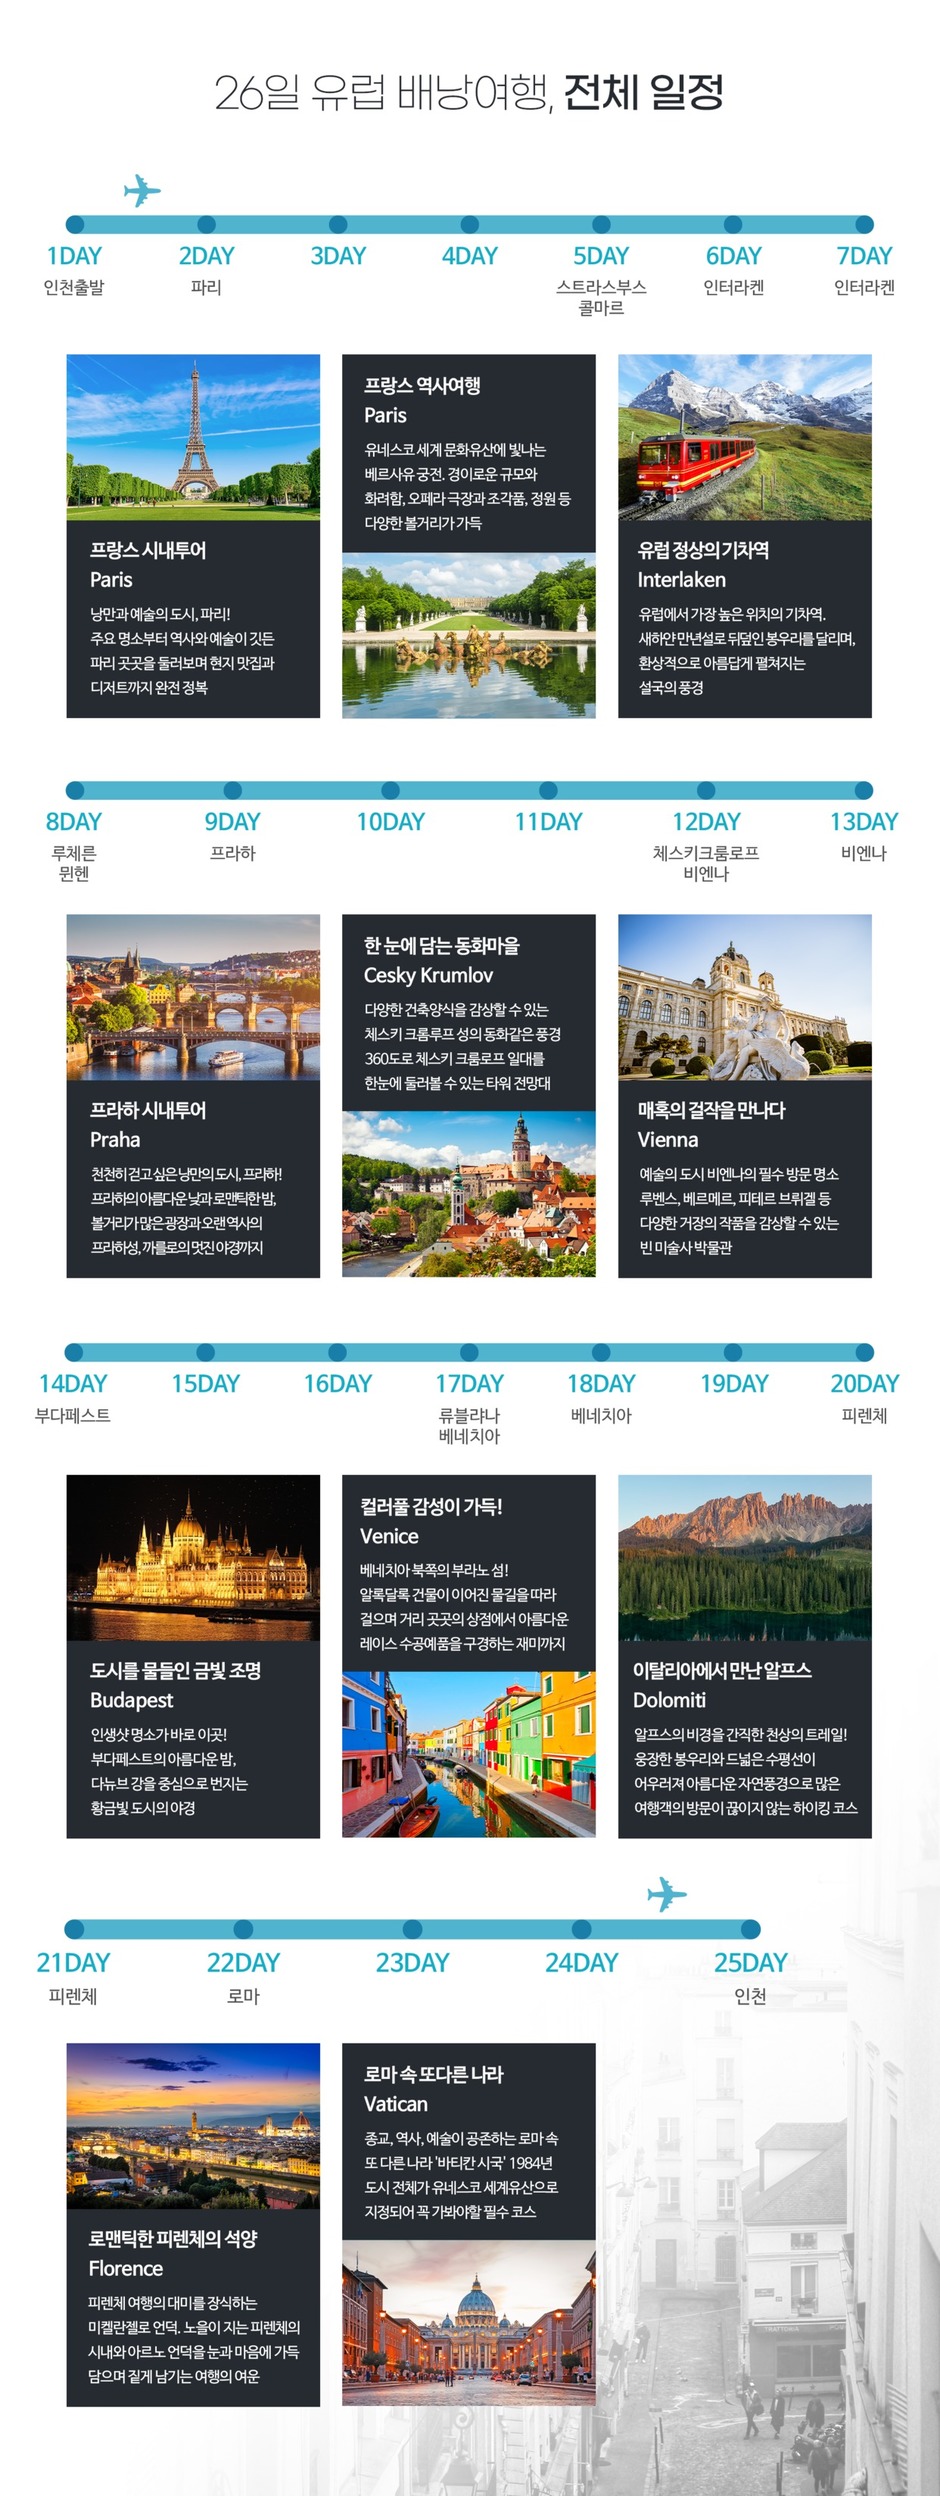 26일 유럽 배낭여행, 전체 일정
1DAY
인천출발
2DAY
파리
3DAY
4DAY
5DAY
스트라스부스
콜마르
6DAY
인터라켄
7DAY
인터라켄
프랑스 시내투어
Paris
낭만과 예술의 도시, 파리!
주요 명소부터 역사와 예술이 깃든
파리 곳곳을 둘러보며 현지 맛집과
디저트까지 완전 정복
프랑스 역사여행
Paris
유네스코 세계 문화유산에 빛나는
베르사유 궁전. 경이로운 규모와
화려함, 오페라 극장과 조각품, 정원 등
다양한 볼거리가 가득
유럽 정상의 기차역
Interlaken
유럽에서 가장 높은 위치의 기차역.
새하얀 만년설로 뒤덮인 봉우리를 달리며,
환상적으로 아름답게 펼쳐지는
설국의 풍경
8DAY
루체른
뮌헨
9DAY
프라하
10DAY
11DAY
12DAY
체스키크룸로프
비엔나
13DAY
비엔나
프라하 시내투어
Praha
천천히 걷고 싶은 낭만의 도시, 프라하!
프라하의 아름다운 낮과 로맨틱한 밤,
볼거리가 많은 광장과 오랜 역사의
프라하성, 까를로의 멋진 야경까지
한 눈에 담는 동화마을
Cesky Krumlov
다양한 건축양식을 감상할 수 있는
체스키 크롬루프 성의 동화같은 풍경
360도로 체스키 크룸로프 일대를
한눈에 둘러볼 수 있는 타워 전망대
매혹의 걸작을 만나다
Vienna
예술의 도시 비엔나의 필수 방문 명소
루벤스, 베르메르, 피테르 브뤼겔 등
다양한 거장의 작품을 감상할 수 있는
빈 미술사 박물관
14DAY
부다페스트
15DAY
16DAY
17DAY
류블랴나
베네치아
18DAY
베네치아
19DAY
20DAY
피렌체
도시를 물들인 금빛 조명
Budapest
인생샷 명소가 바로 이곳!
부다페스트의 아름다운 밤,
다뉴브 강을 중심으로 번지는
황금빛 도시의 야경
컬러풀 감성이 가득!
Venice
베네치아 북쪽의 부라노 섬!
알록달록 건물이 이어진 물길을 따라
걸으며 거리 곳곳의 상점에서 아름다운
레이스 수공예품을 구경하는 재미까지
이탈리아에서 만난 알프스
Dolomiti
알프스의 비경을 간직한 천상의 트레일!
웅장한 봉우리와 드넓은 수평선이
어우러져 아름다운 자연풍경으로 많은
여행객의 방문이 끊이지 않는 하이킹 코스
21DAY
피렌체
22DAY
로마
23DAY
24DAY
25DAY
인천
로맨틱한 피렌체의 석양
Florence
피렌체 여행의 대미를 장식하는
미켈란젤로 언덕. 노을이 지는 피렌체의
시내와 아르노 언덕을 눈과 마음에 가득
담으며 짙게 남기는 여행의 여운
로마 속 또다른 나라
Vatican
종교, 역사, 예술이 공존하는 로마 속
또 다른 나라 '바티칸 시국' 1984년
도시 전체가 유네스코 세계유산으로
지정되어 꼭 가봐야할 필수 코스
TRATTORIA